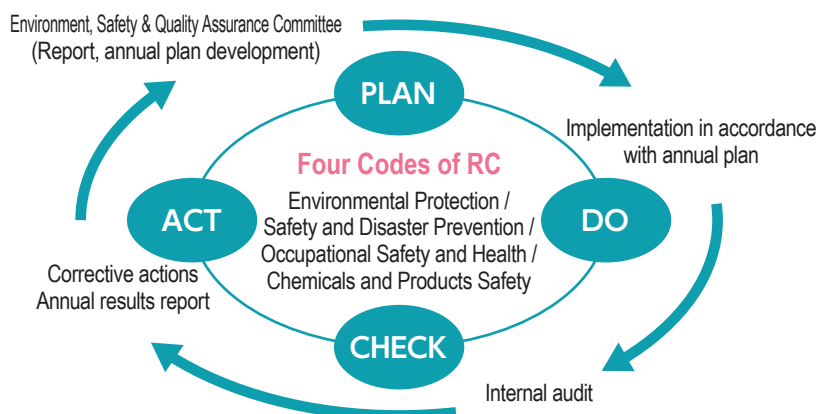 Environment, Safety & Quality Assurance Committee
(Report, annual plan development)
PLAN
Implementation in accordance
with annual plan
Four Codes of RC
Environmental Protection /
Safety and Disaster Prevention /
Occupational Safety and Health /
Chemicals and Products Safety
ACT
DO
Corrective actions
Annual results report
CHECK
Internal audit